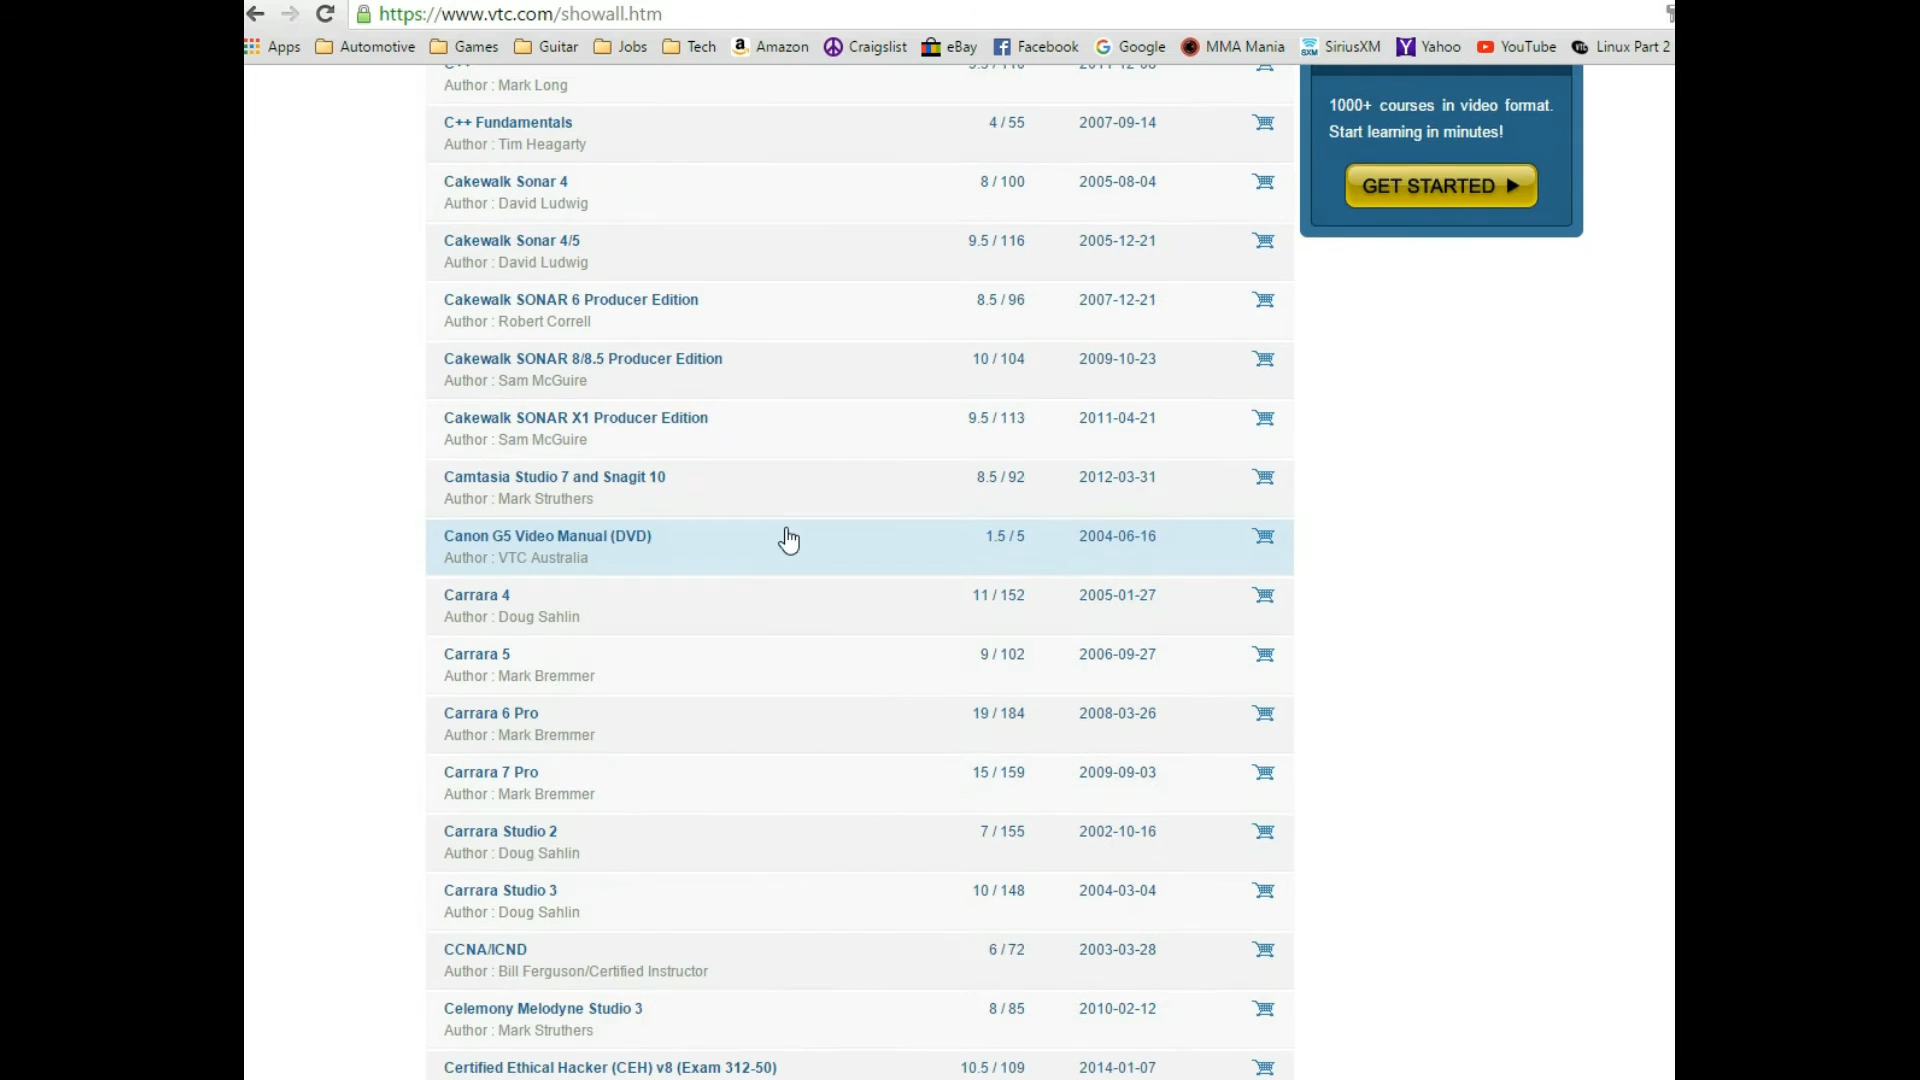 https://www.vtc.com/showall.htm
Apps Automotive Games Guitar Jobs Tech Amazon Craigslist eBay Facebook Google MMA Mania SiriusXM Yahoo YouTube Linux Part 2
Author : Mark Long
C++ Fundamentals 4 / 55 2007-09-14
Author : Tim Heagarty
Cakewalk Sonar 4 8 / 100 2005-08-04
Author : David Ludwig
Cakewalk Sonar 4/5 9.5 / 116 2005-12-21
Author : David Ludwig
Cakewalk SONAR 6 Producer Edition 8.5 / 96 2007-12-21
Author : Robert Correll
Cakewalk SONAR 8/8.5 Producer Edition 10 / 104 2009-10-23
Author : Sam McGuire
Cakewalk SONAR X1 Producer Edition 9.5 / 113 2011-04-21
Author : Sam McGuire
Camtasia Studio 7 and Snagit 10 8.5 / 92 2012-03-31
Author : Mark Struthers
Canon G5 Video Manual (DVD) 1.5 / 5 2004-06-16
Author : VTC Australia
Carrara 4 11 / 152 2005-01-27
Author : Doug Sahlin
Carrara 5 9 / 102 2006-09-27
Author : Mark Bremmer
Carrara 6 Pro 19 / 184 2008-03-26
Author : Mark Bremmer
Carrara 7 Pro 15 / 159 2009-09-03
Author : Mark Bremmer
Carrara Studio 2 7 / 155 2002-10-16
Author : Doug Sahlin
Carrara Studio 3 10 / 148 2004-03-04
Author : Doug Sahlin
CCNA/ICND 6 / 72 2003-03-28
Author : Bill Ferguson/Certified Instructor
Celemony Melodyne Studio 3 8 / 85 2010-02-12
Author : Mark Struthers
Certified Ethical Hacker (CEH) v8 (Exam 312-50) 10.5 / 109 2014-01-07
1000+ courses in video format.
Start learning in minutes!
GET STARTED